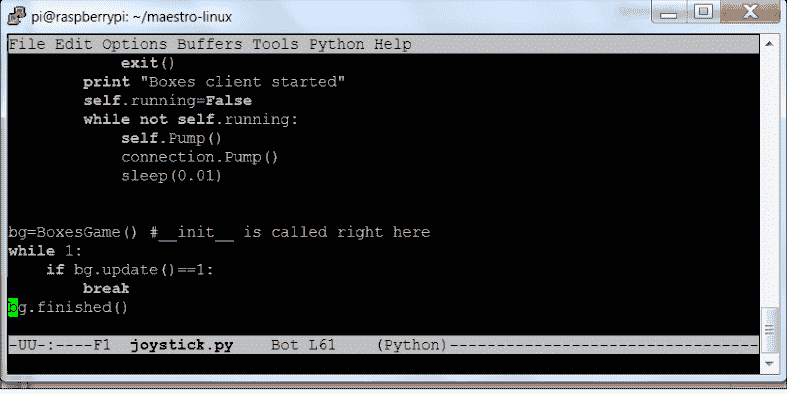 pi@raspberrypi: ~/maestro-linux
File Edit Options Buffers Tools Python Help
            exit()
        print "Boxes client started"
        self.running=False
        while not self.running:
            self.Pump()
            connection.Pump()
            sleep(0.01)
bg=BoxesGame() #__init__ is called right here
while 1:
    if bg.update()==1:
        break
bg.finished()
-UU-:----F1  joystick.py    Bot L61    (Python)---------------------------------